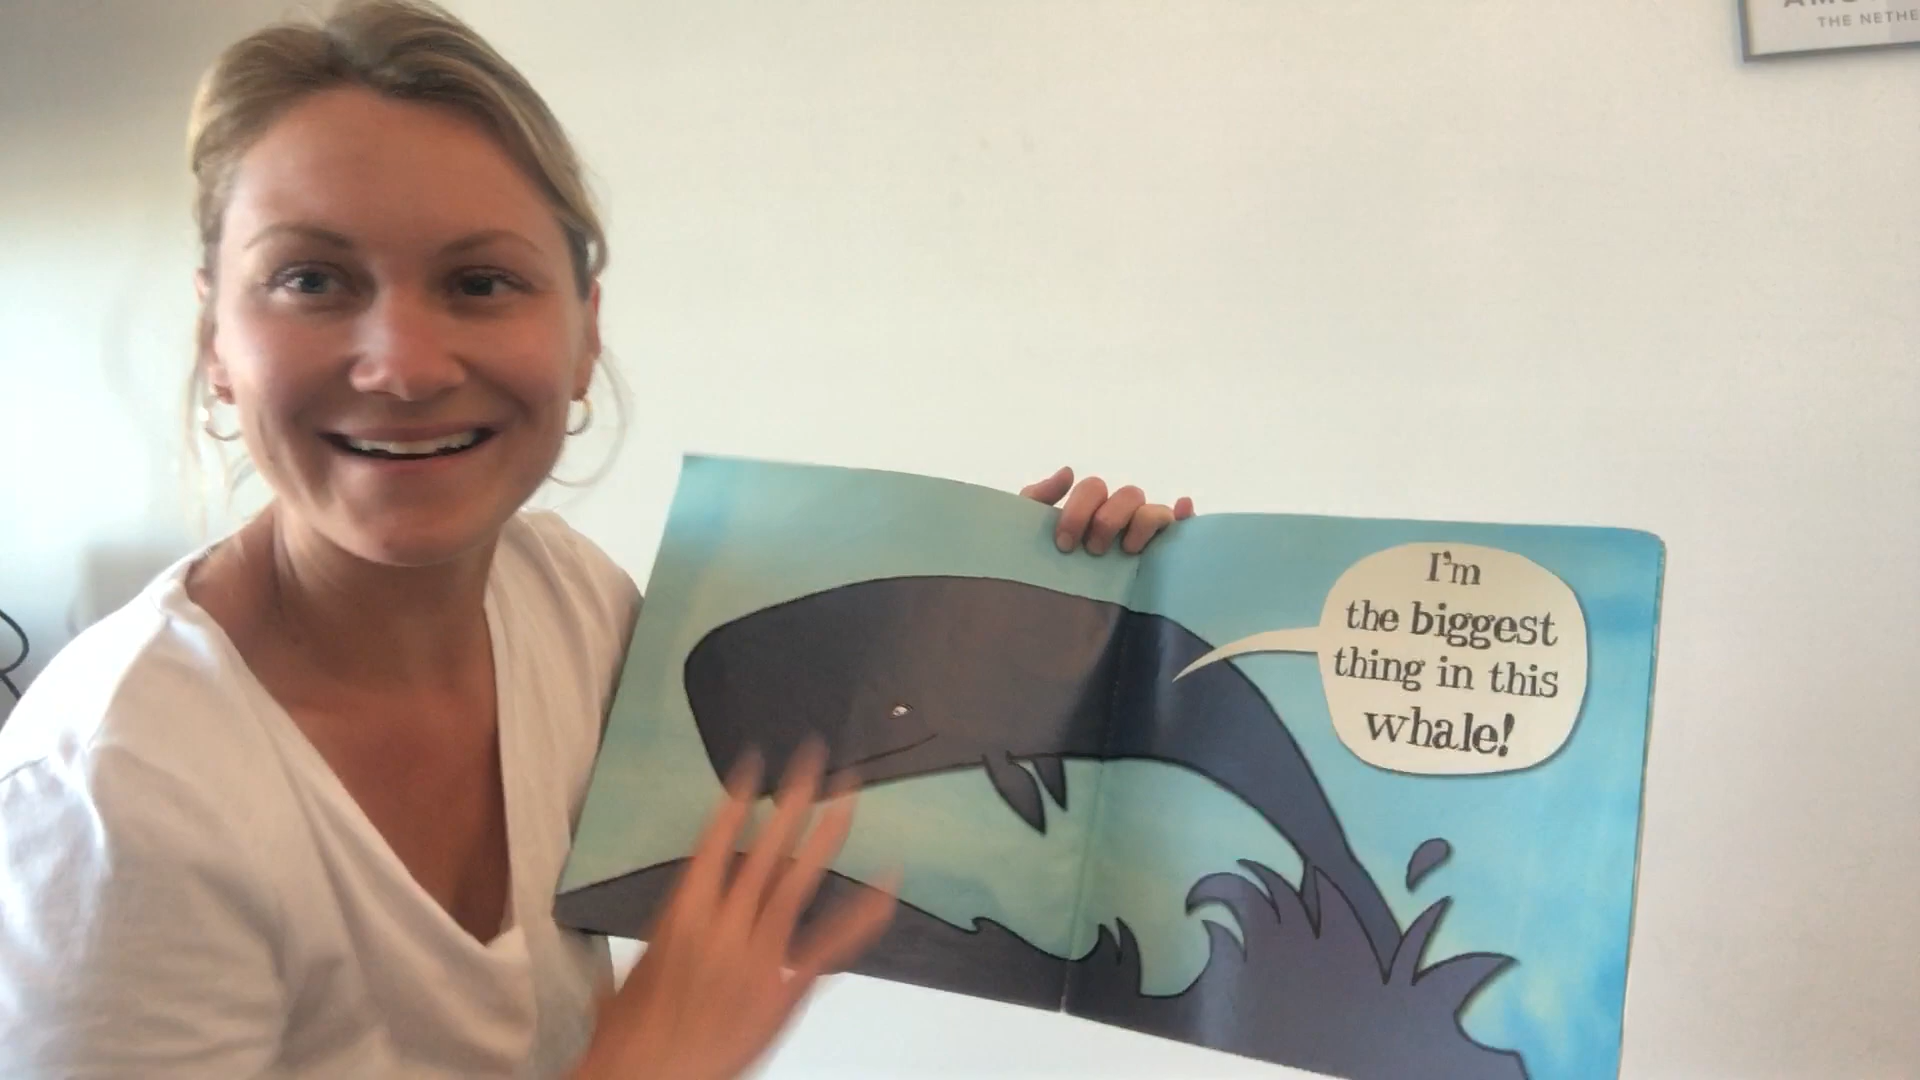 THE NETHE
I'm
the biggest
thing in this
whale!